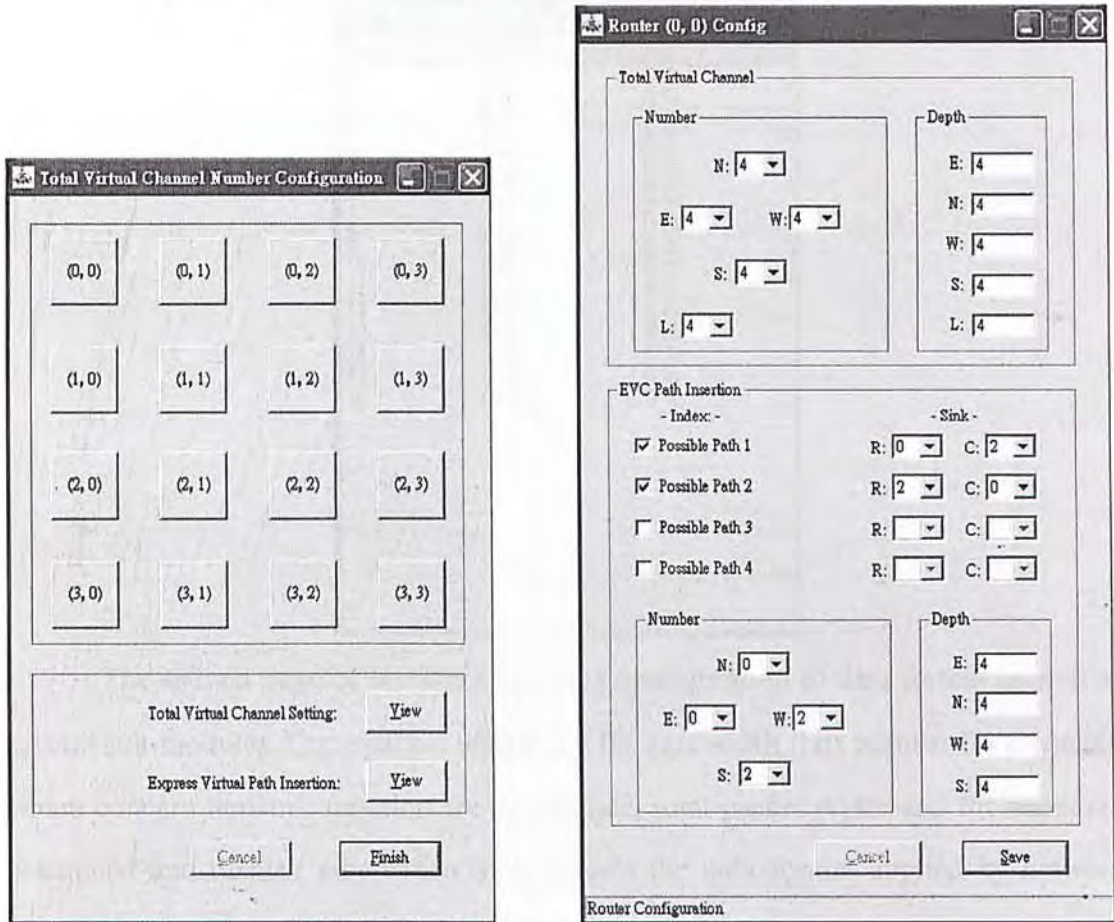 Total Virtual Channel Number Configuration
(0, 0) (0, 1) (0, 2) (0, 3)
(1, 0) (1, 1) (1, 2) (1, 3)
(2, 0) (2, 1) (2, 2) (2, 3)
(3, 0) (3, 1) (3, 2) (3, 3)
Total Virtual Channel Setting: View
Express Virtual Path Insertion: View
Cancel Finish
Router (0, 0) Config
Total Virtual Channel
Number
N: 4
E: 4 W: 4
S: 4
L: 4
Depth
E: 4
N: 4
W: 4
S: 4
L: 4
EVC Path Insertion
- Index: - - Sink -
Possible Path 1 R: 0 C: 2
Possible Path 2 R: 2 C: 0
Possible Path 3 R: C:
Possible Path 4 R: C:
Number
N: 0
E: 0 W: 2
S: 2
Depth
E: 4
N: 4
W: 4
S: 4
Cancel Save
Router Configuration